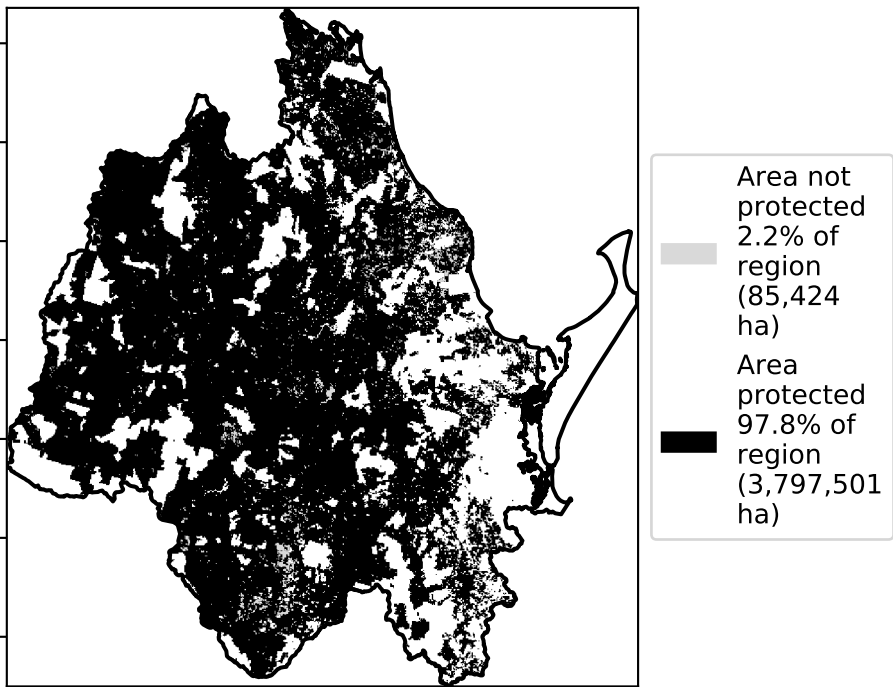 Area not
protected
2.2% of
region
(85,424
ha)
Area
protected
97.8% of
region
(3,797,501
ha)